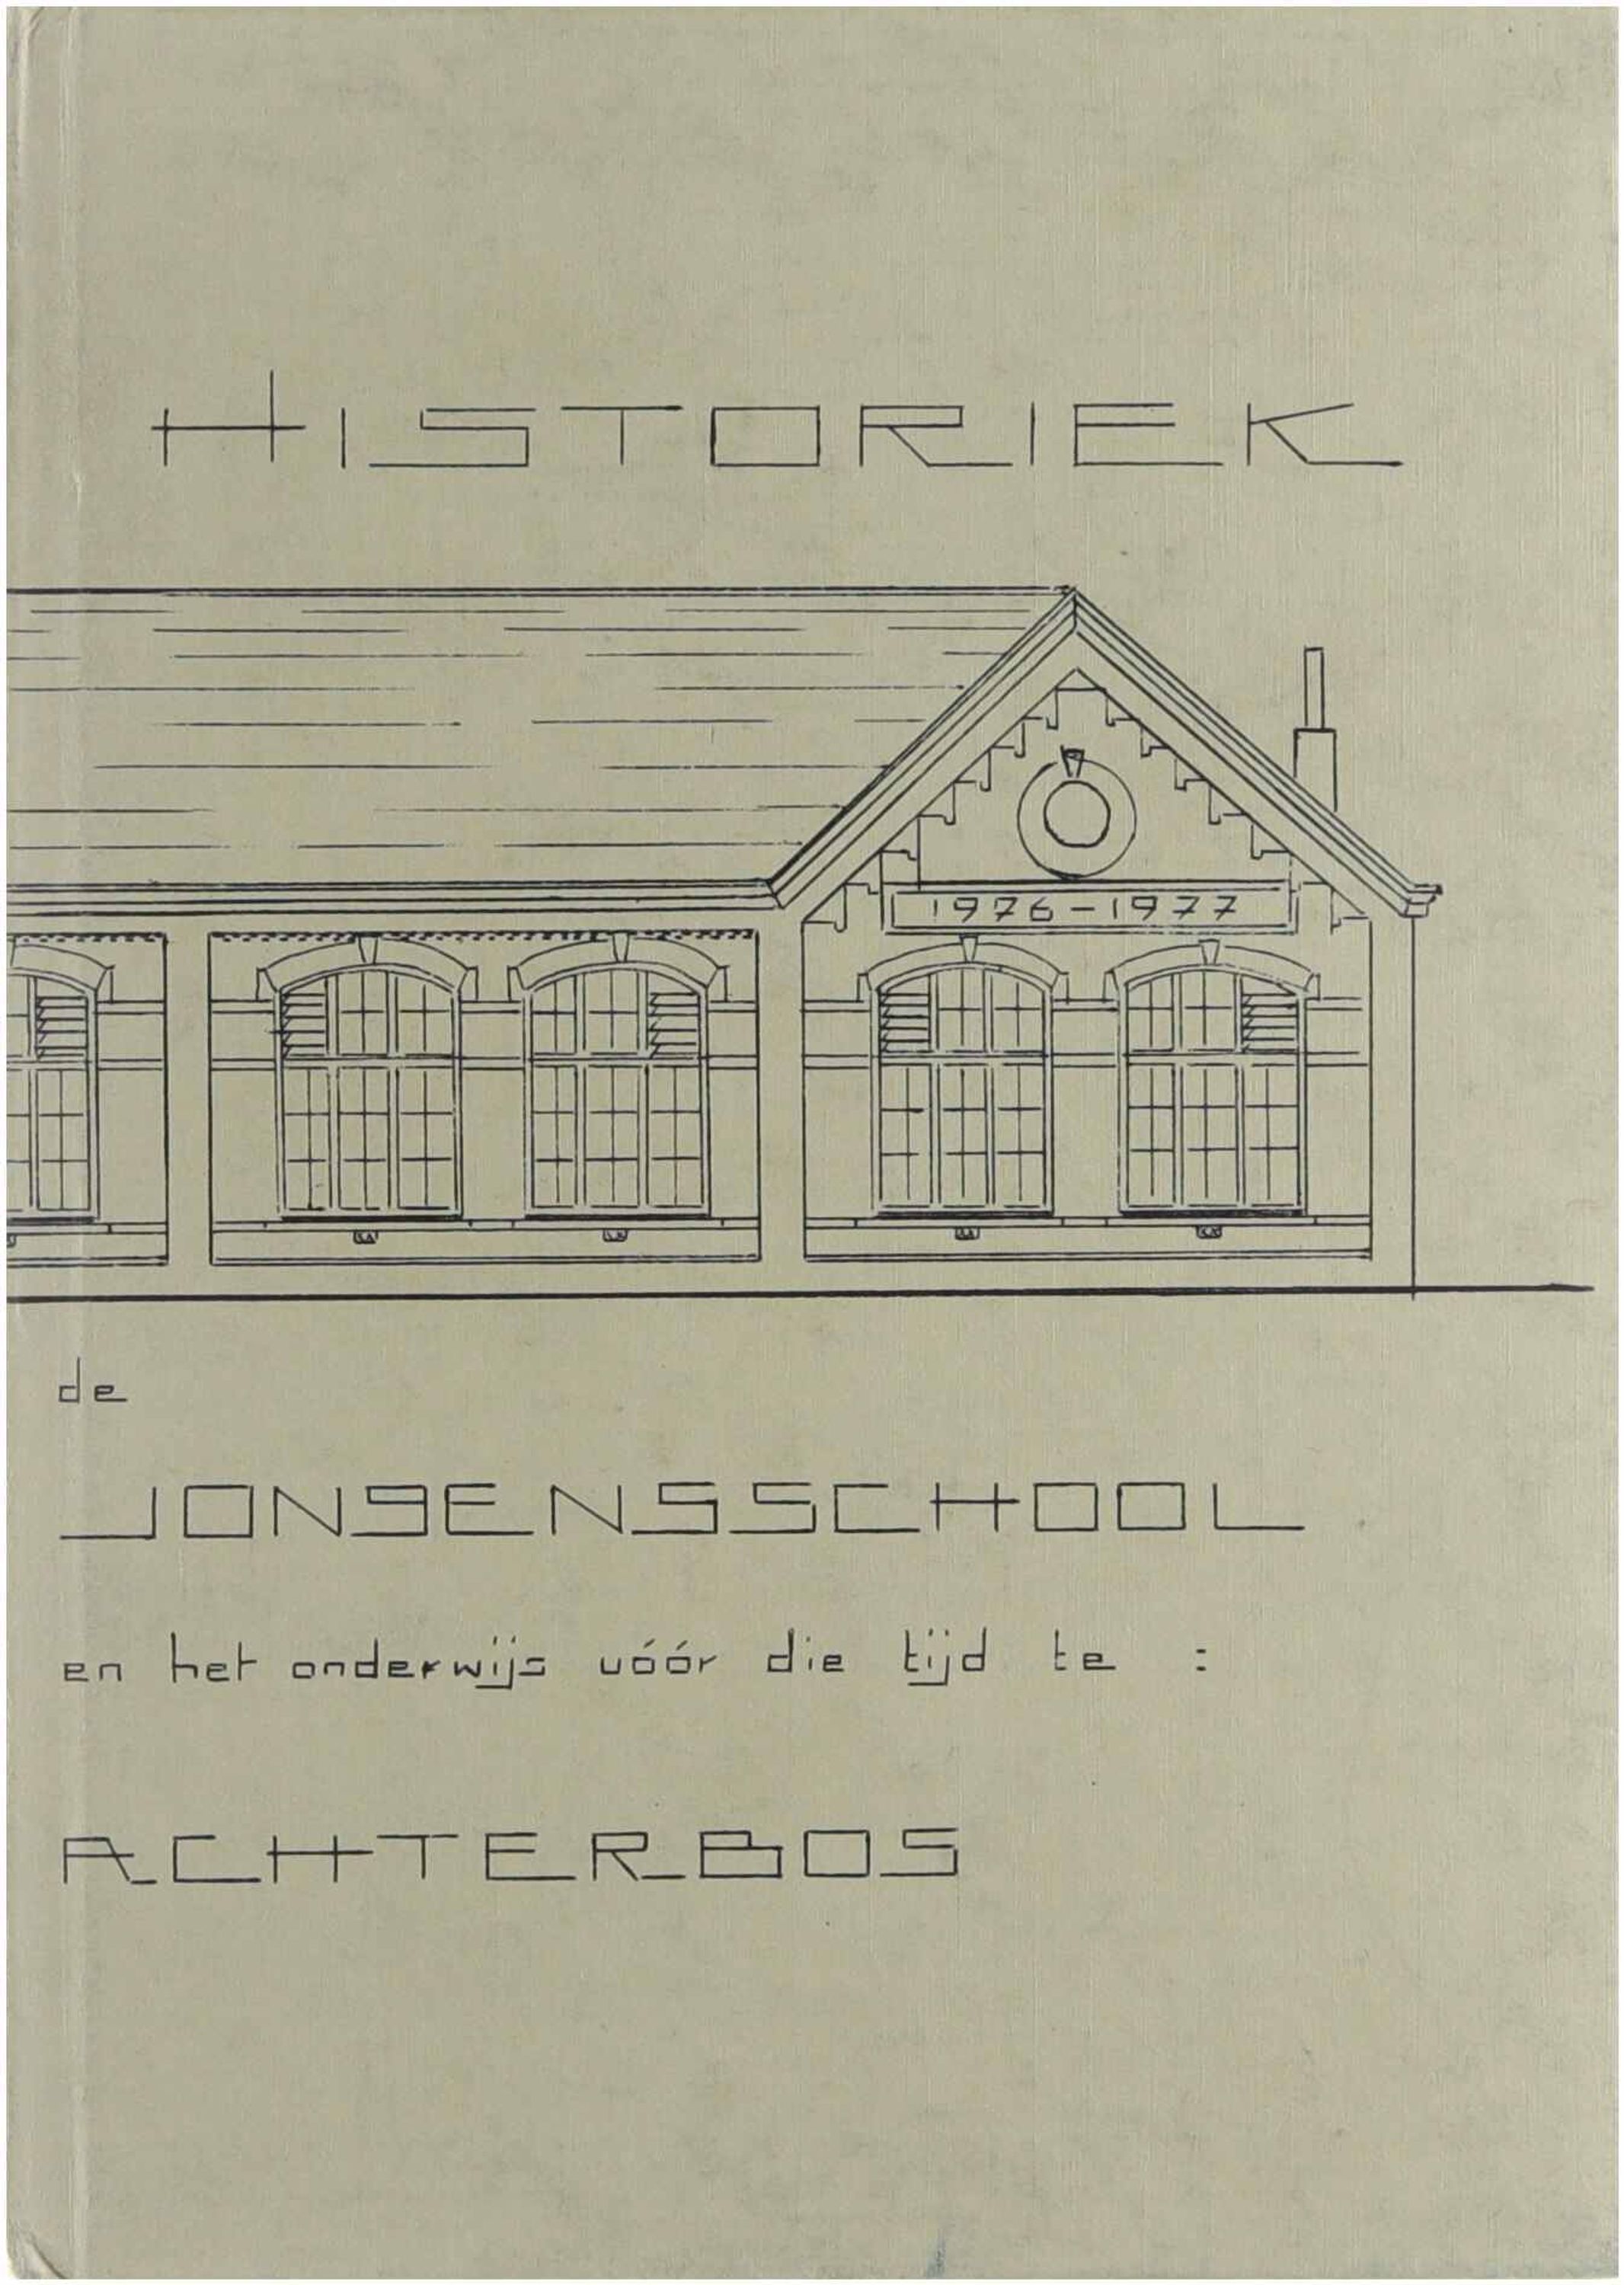 HISTORIEK
1976-1977
de
JONGENSSCHOOL
en het onderwijs vóór die tijd te :
ACHTERBOS